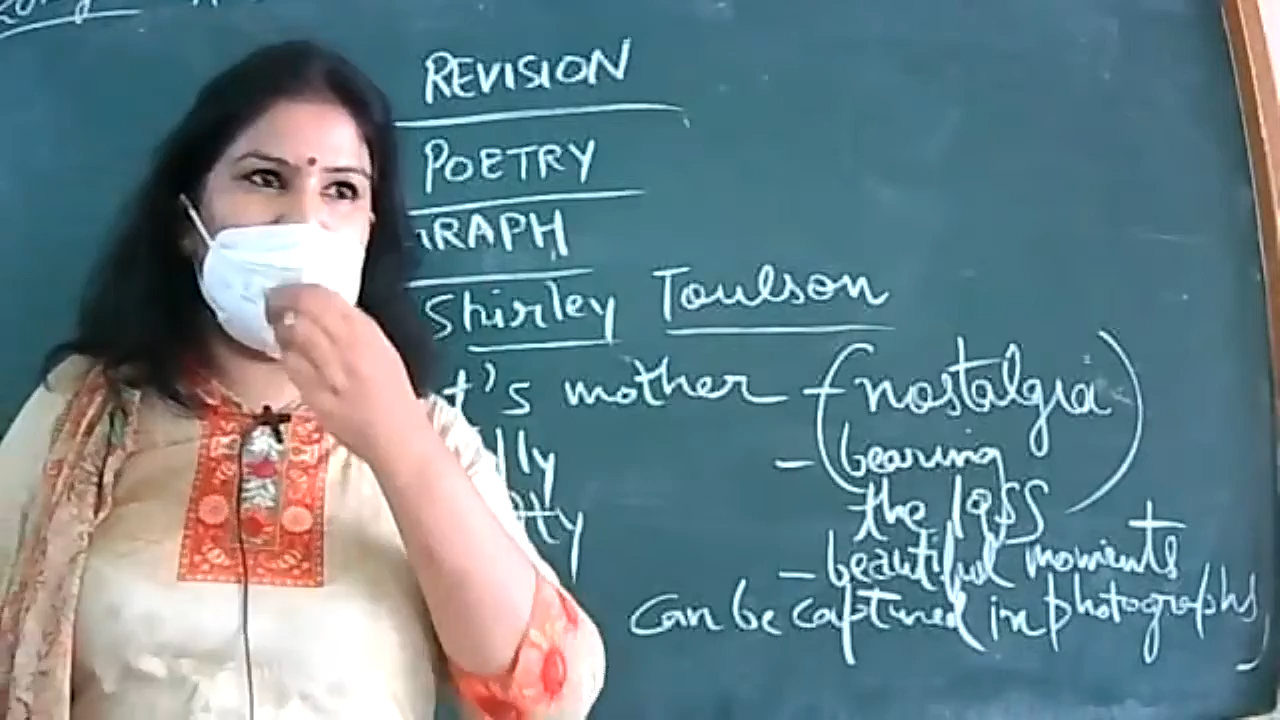 REVISION
POETRY
RAPH
Shirley Toulson
t's mother - (nostalgia)
lly - bearing
ty the loss
- beautiful moments
can be captured in photographs